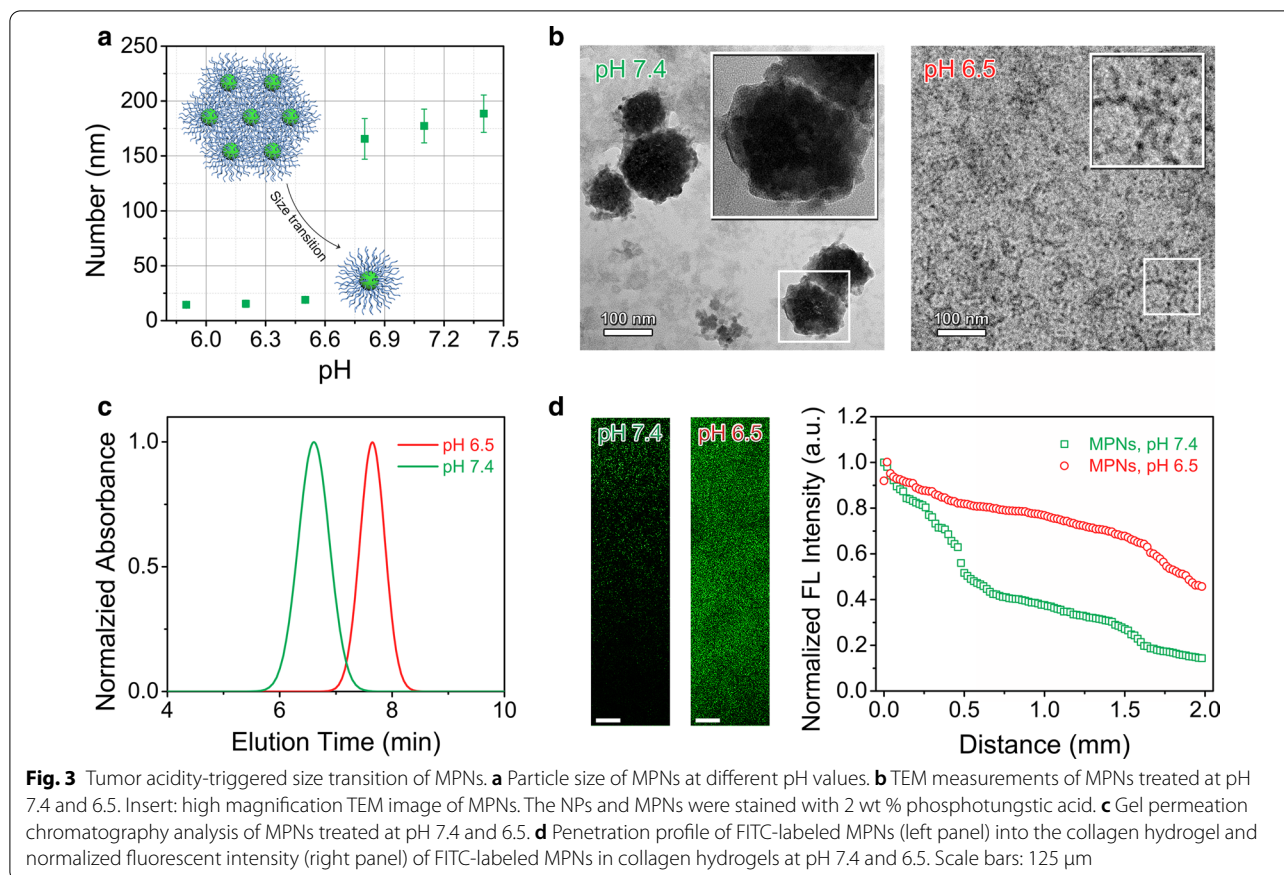 a
250
200
150
100
50
0
Number (nm)
Size transition
6.0 6.3 6.6 6.9 7.2 7.5
pH
b
pH 7.4
100 nm
pH 6.5
100 nm
c
Normalzied Absorbance
1.0
0.5
0.0
pH 6.5
pH 7.4
4 6 8 10
Elution Time (min)
d
pH 7.4
pH 6.5
Normalized FL Intensity (a.u.)
1.2
1.0
0.8
0.6
0.4
0.2
0.0
MPNs, pH 7.4
MPNs, pH 6.5
0.0 0.5 1.0 1.5 2.0
Distance (mm)
Fig. 3 Tumor acidity-triggered size transition of MPNs. a Particle size of MPNs at different pH values. b TEM measurements of MPNs treated at pH
7.4 and 6.5. Insert: high magnification TEM image of MPNs. The NPs and MPNs were stained with 2 wt % phosphotungstic acid. c Gel permeation
chromatography analysis of MPNs treated at pH 7.4 and 6.5. d Penetration profile of FITC-labeled MPNs (left panel) into the collagen hydrogel and
normalized fluorescent intensity (right panel) of FITC-labeled MPNs in collagen hydrogels at pH 7.4 and 6.5. Scale bars: 125 μm